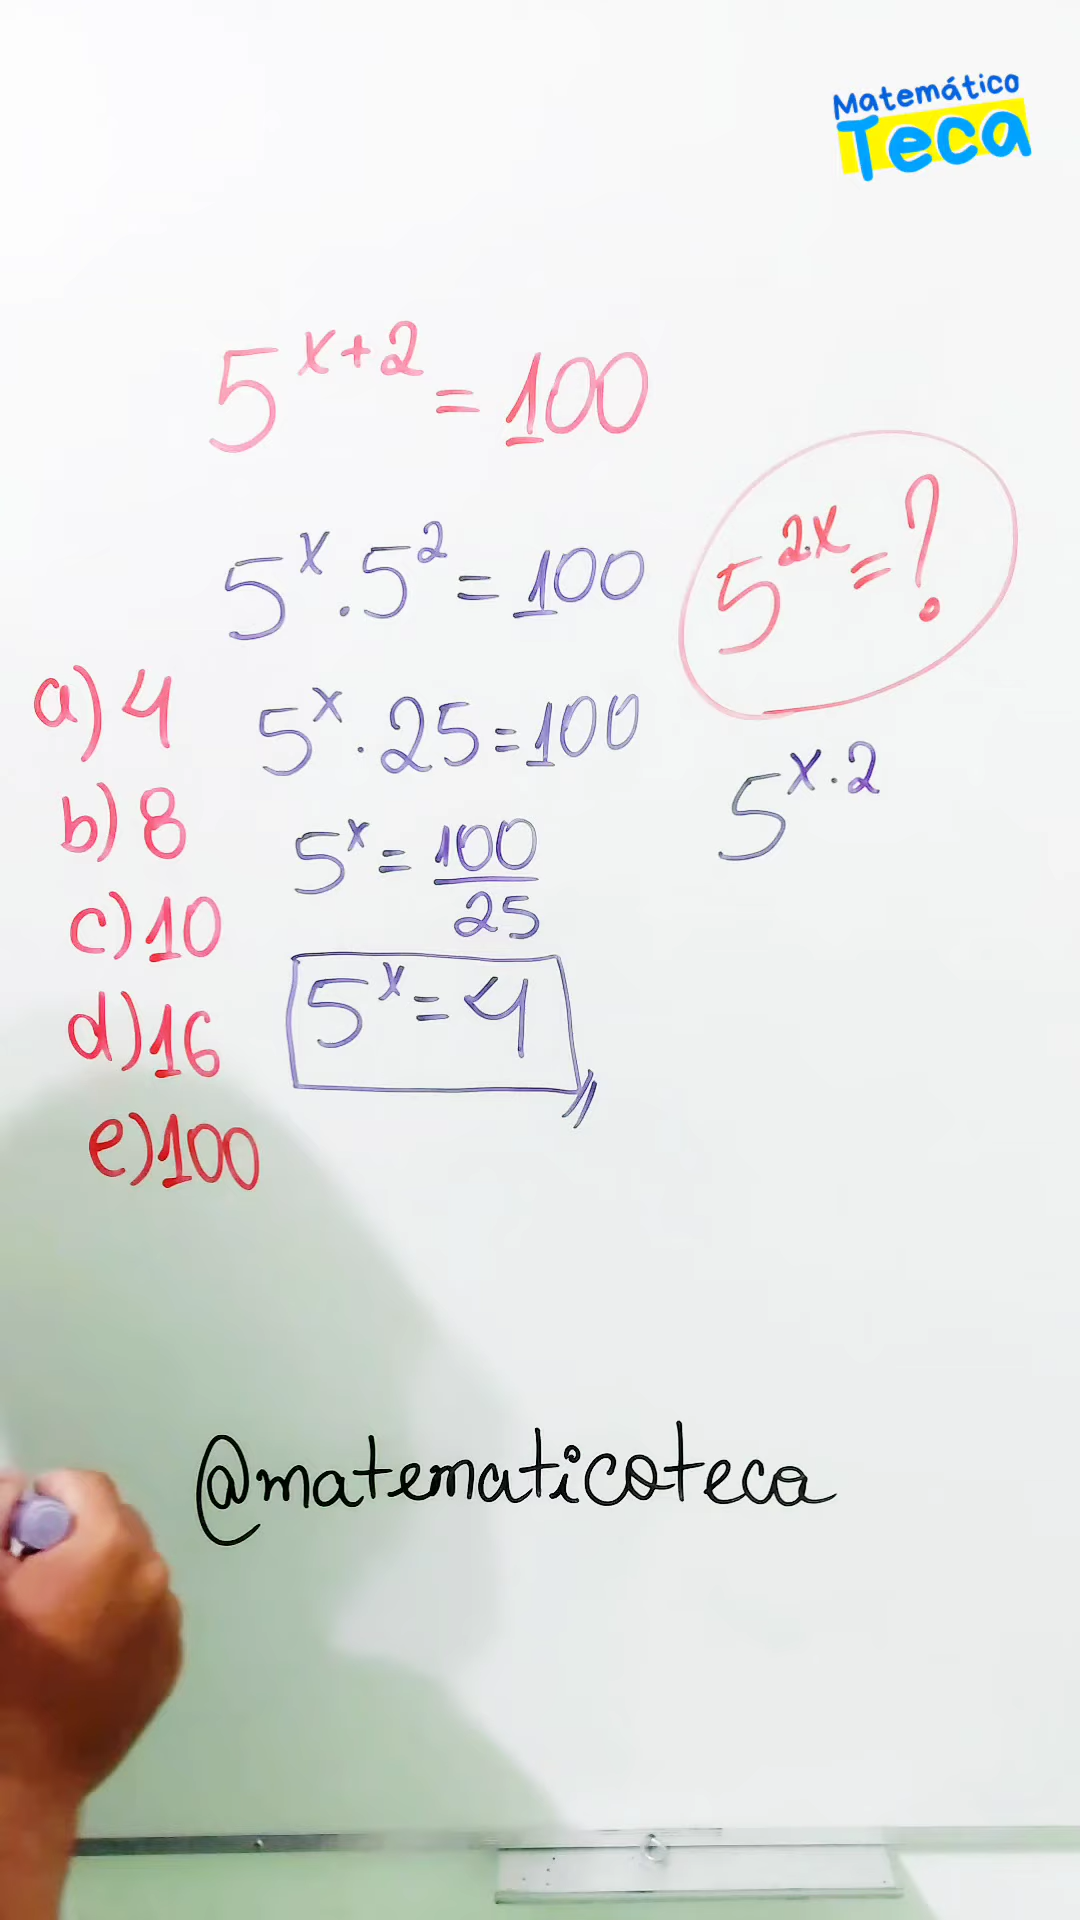 Matemático
Teca
5^{x+2} = 100
5^x . 5^2 = 100
5^{2x} = ?
a) 4
5^x . 25 = 100
5^{x . 2}
b) 8
5^x = 100/25
c) 10
5^x = 4
d) 16
e) 100
@matematicoteca